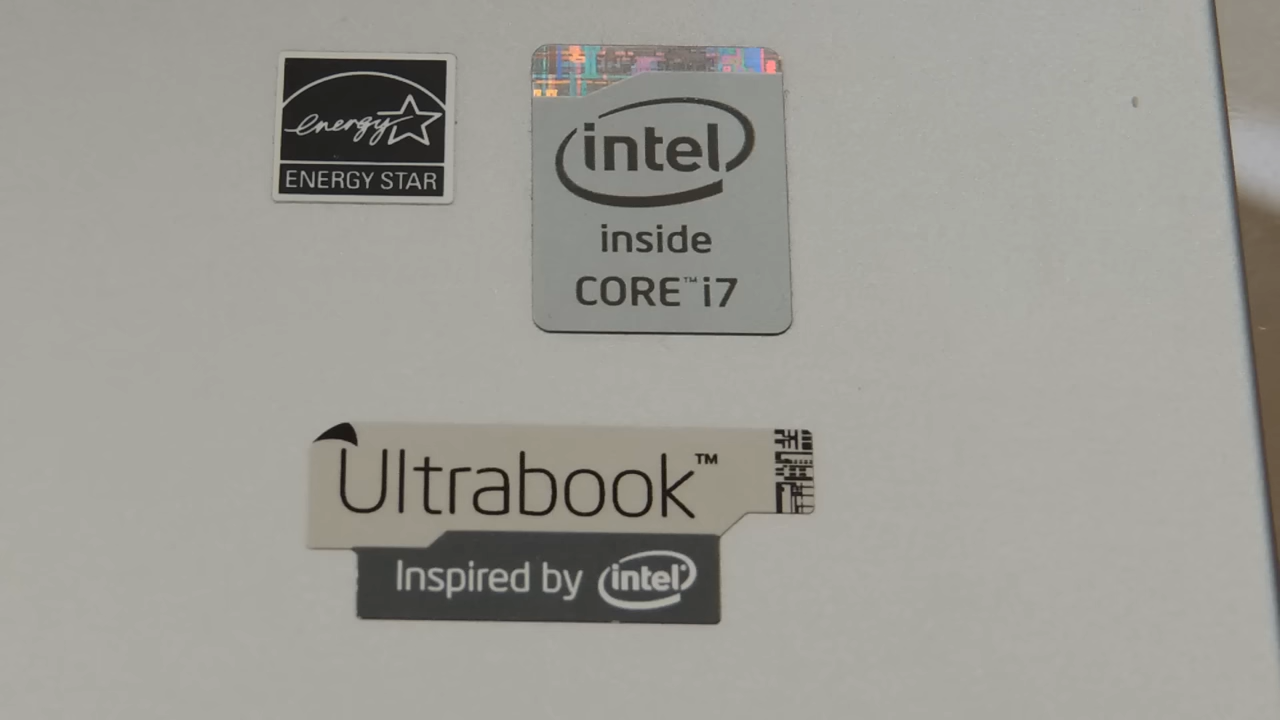 energy
ENERGY STAR
intel
inside
CORE™ i7
Ultrabook™
Inspired by intel